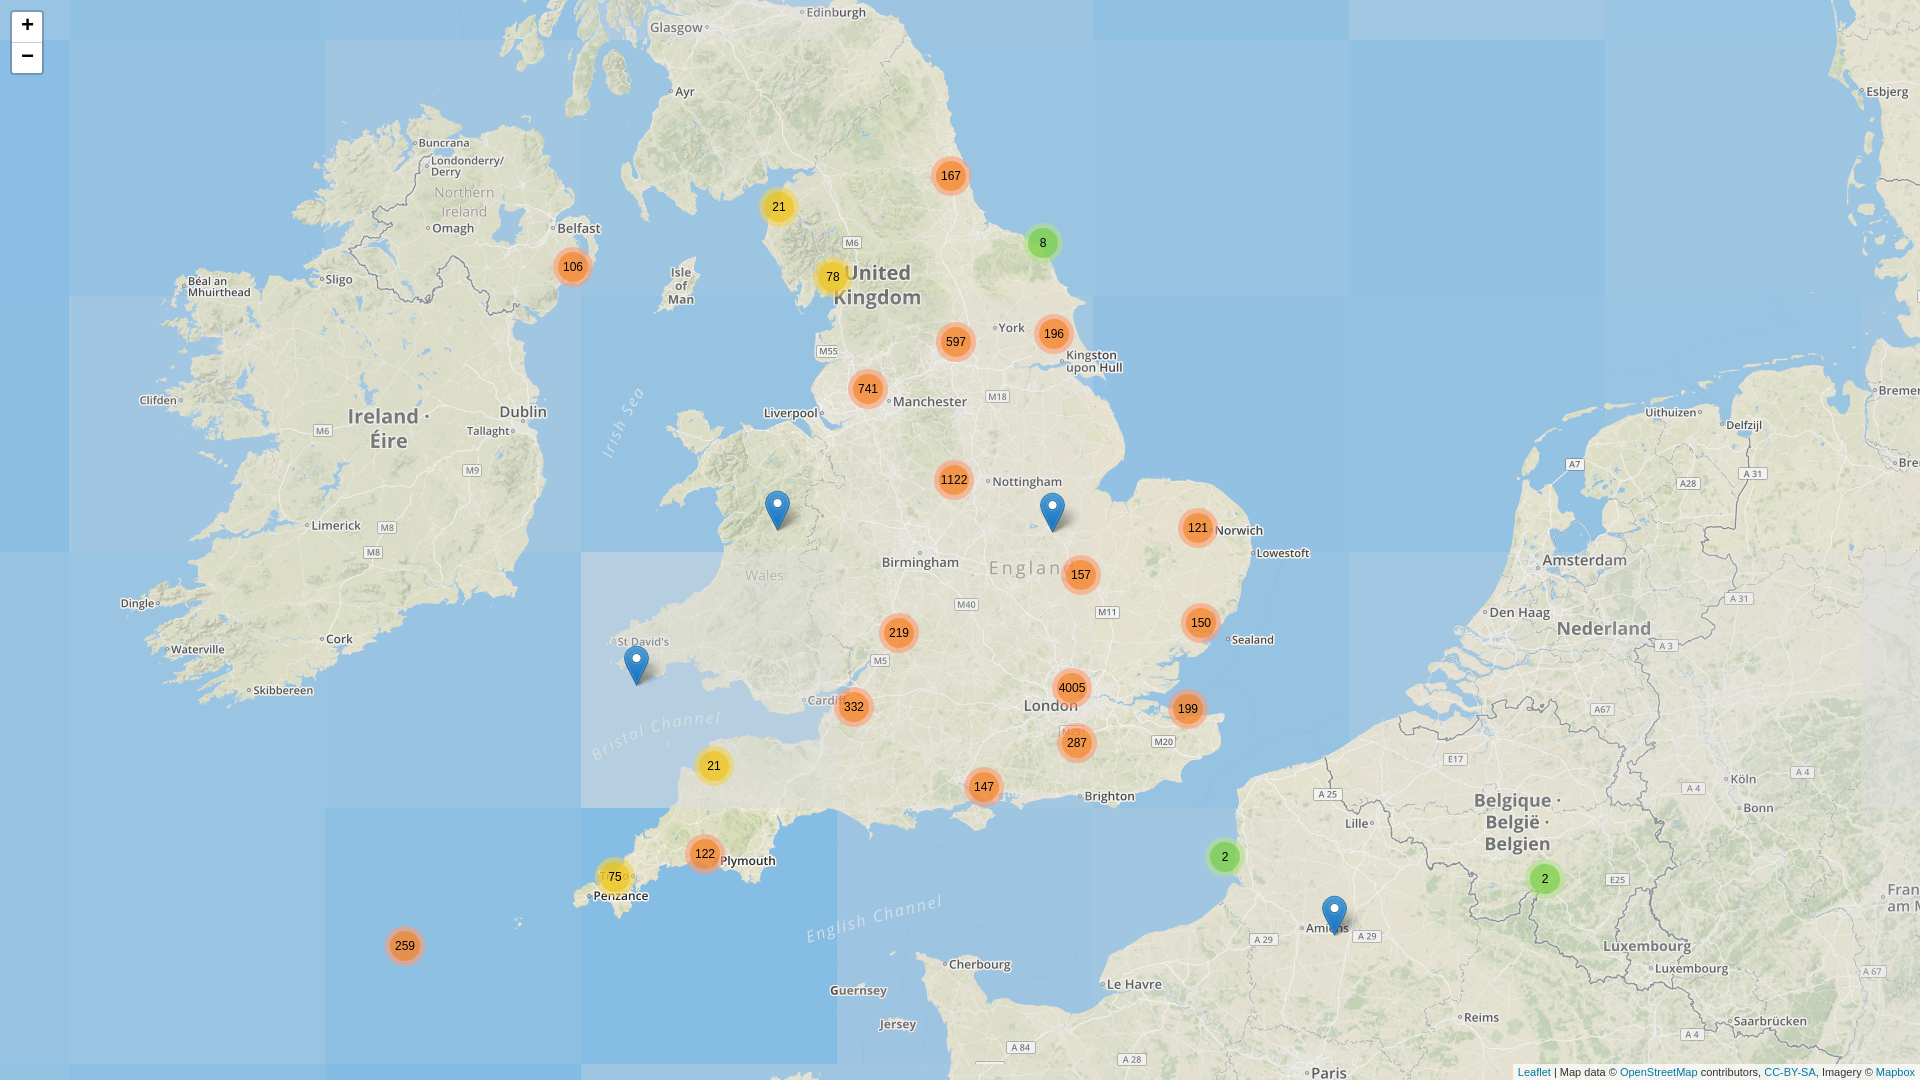 +
−
Edinburgh
Glasgow
Ayr
Esbjerg
Buncrana
Londonderry/
Derry
167
Northern
Ireland
21
Omagh
Belfast
M6
8
106
78
United
Kingdom
Isle
of
Man
Sligo
Béal an
Mhuirthead
York
196
597
M55
Kingston
upon Hull
741
Manchester
M18
Clifden
Dublin
Liverpool
Ireland ·
Éire
M6
Tallaght
Irish Sea
M9
Uithuizen
Delfzijl
A7
A 31
A28
1122
Nottingham
Limerick
M8
M8
121
Norwich
Lowestoft
Birmingham
England
157
Wales
Amsterdam
Dingle
M40
M11
Den Haag
A 31
Nederland
150
219
Sealand
Cork
St David's
Waterville
M5
A 3
Skibbereen
4005
London
Cardiff
332
199
A67
Bristol Channel
287
M20
E17
21
147
Brighton
A 25
Köln
A 4
A 4
Bonn
Belgique ·
België ·
Belgien
Lille
122
Plymouth
2
2
E25
75
Penzance
English Channel
Amiens
A 29
A 29
259
Luxembourg
Luxembourg
Cherbourg
A 67
Le Havre
Guernsey
Jersey
Reims
Saarbrücken
A 4
A 84
A 28
Paris
Leaflet | Map data © OpenStreetMap contributors, CC-BY-SA, Imagery © Mapbox